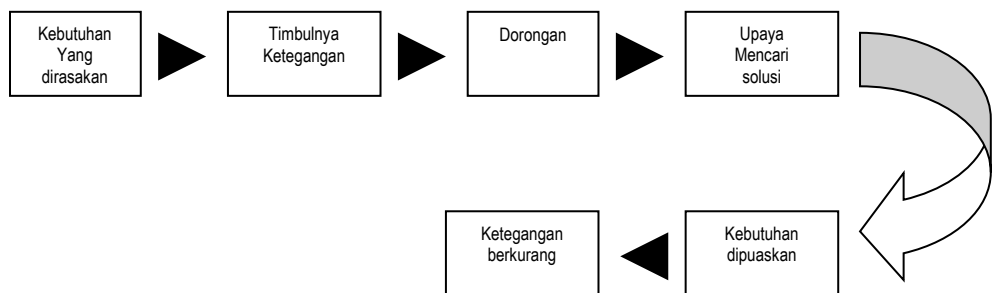 Kebutuhan
Yang
dirasakan
Timbulnya
Ketegangan
Dorongan
Upaya
Mencari
solusi
Ketegangan
berkurang
Kebutuhan
dipuaskan